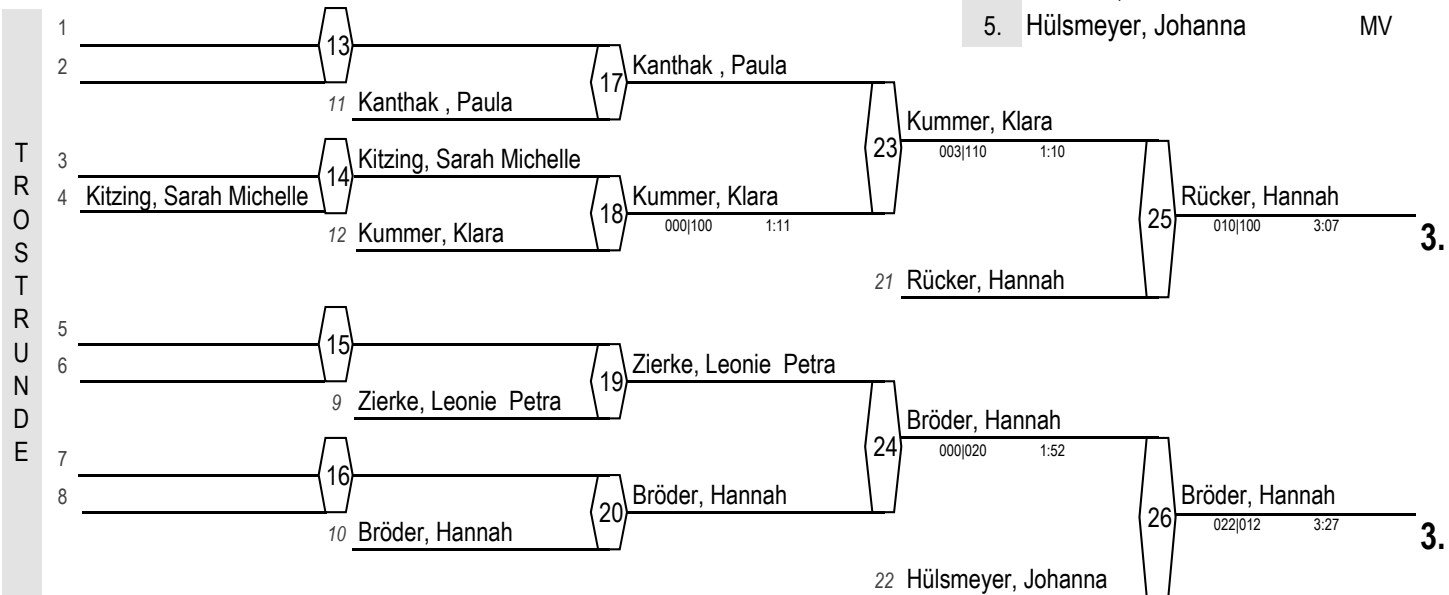 5. Hülsmeyer, Johanna MV
TROSTRUNDE
1
13
2
17 Kanthak , Paula
11 Kanthak , Paula
23 Kummer, Klara
003|110 1:10
3
14 Kitzing, Sarah Michelle
4 Kitzing, Sarah Michelle
18 Kummer, Klara
000|100 1:11
12 Kummer, Klara
25 Rücker, Hannah
010|100 3:07
3.
21 Rücker, Hannah
5
15
6
19 Zierke, Leonie Petra
9 Zierke, Leonie Petra
24 Bröder, Hannah
000|020 1:52
7
16
8
20 Bröder, Hannah
10 Bröder, Hannah
26 Bröder, Hannah
022|012 3:27
3.
22 Hülsmeyer, Johanna